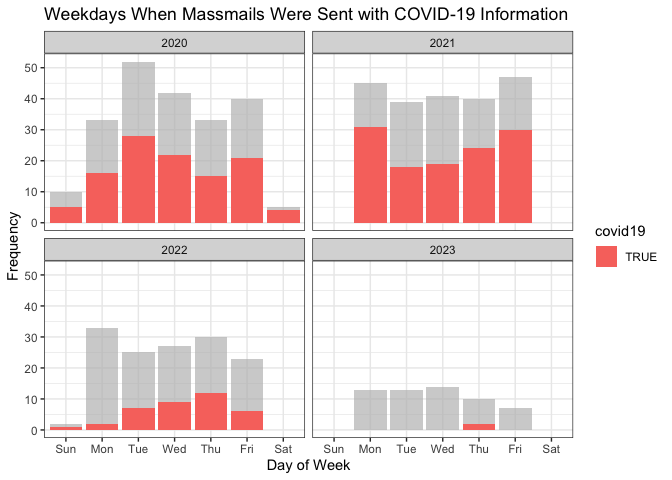 Weekdays When Massmails Were Sent with COVID-19 Information
2020 2021
50
40
30
20
10
0
2022 2023
50
40
30
20
10
0
Sun Mon Tue Wed Thu Fri Sat Sun Mon Tue Wed Thu Fri Sat
Day of Week
Frequency
covid19
TRUE